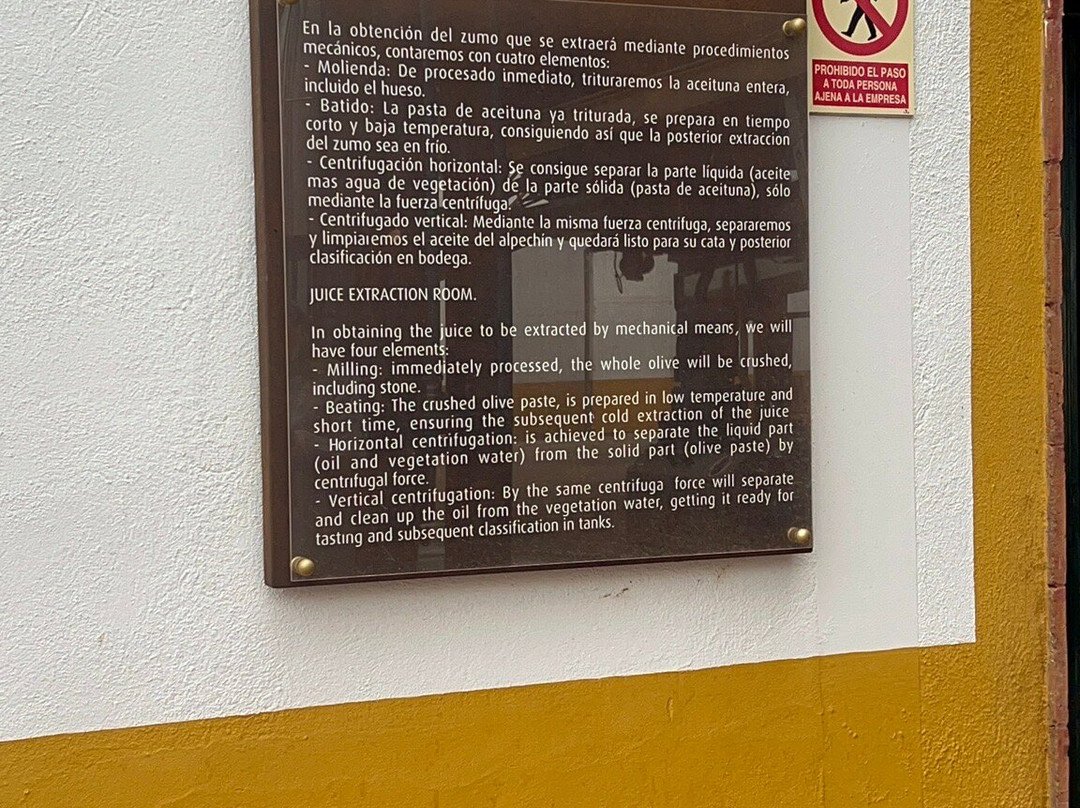 En la obtención del zumo que se extraerá mediante procedimientos
mecánicos, contaremos con cuatro elementos:
- Molienda: De procesado inmediato, trituraremos la aceituna entera,
incluido el hueso.
- Batido: La pasta de aceituna ya triturada, se prepara en tiempo
corto y baja temperatura, consiguiendo así que la posterior extraccion
del zumo sea en frío.
- Centrifugación horizontal: Se consigue separar la parte líquida (aceite
mas agua de vegetación) de la parte sólida (pasta de aceituna), sólo
mediante la fuerza centrífuga.
- Centrifugado vertical: Mediante la misma fuerza centrifuga, separaremos
y limpiaremos el aceite del alpechín y quedará listo para su cata y posterior
clasificación en bodega.
JUICE EXTRACTION ROOM.
In obtaining the juice to be extracted by mechanical means, we will
have four elements:
- Milling: immediately processed, the whole olive will be crushed,
including stone.
- Beating: The crushed olive paste, is prepared in low temperature and
short time, ensuring the subsequent cold extraction of the juice
- Horizontal centrifugation: is achieved to separate the liquid part
(oil and vegetation water) from the solid part (olive paste) by
centrifugal force.
- Vertical centrifugation: By the same centrifuga force will separate
and clean up the oil from the vegetation water, getting it ready for
tasting and subsequent classification in tanks.
PROHIBIDO EL PASO
A TODA PERSONA
AJENA A LA EMPRESA